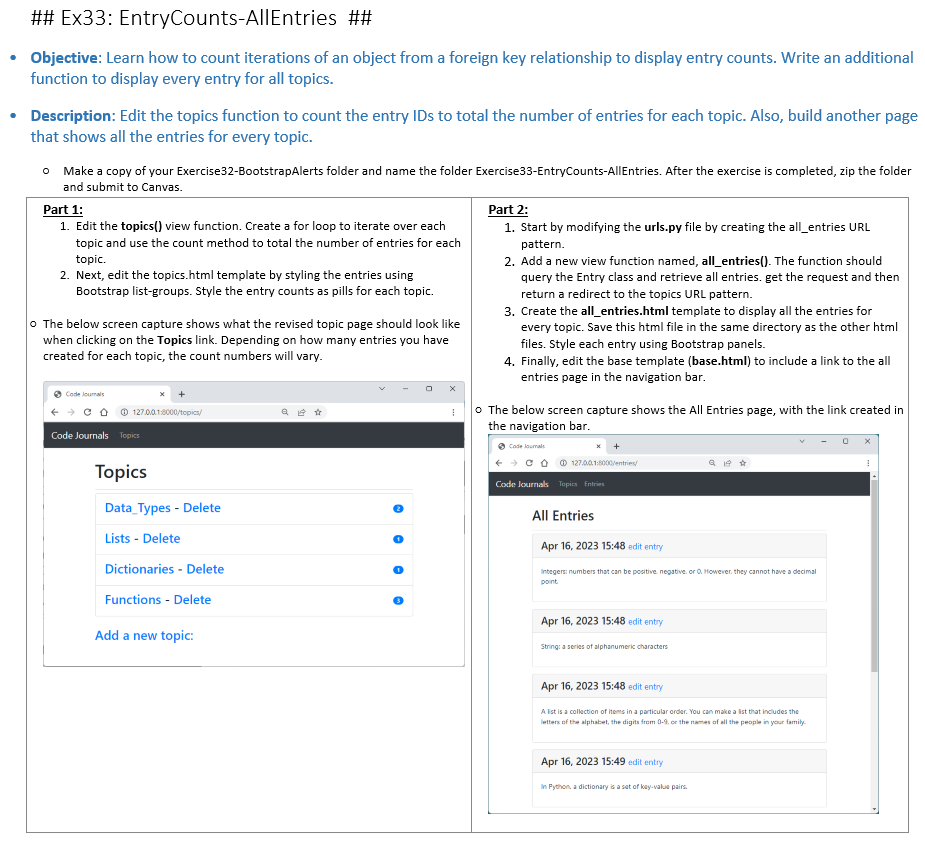 ## Ex33: EntryCounts-AllEntries ##
• Objective: Learn how to count iterations of an object from a foreign key relationship to display entry counts. Write an additional
function to display every entry for all topics.
• Description: Edit the topics function to count the entry IDs to total the number of entries for each topic. Also, build another page
that shows all the entries for every topic.
o Make a copy of your Exercise32-BootstrapAlerts folder and name the folder Exercise33-EntryCounts-AllEntries. After the exercise is completed, zip the folder
and submit to Canvas.
Part 1:
1. Edit the topics() view function. Create a for loop to iterate over each
topic and use the count method to total the number of entries for each
topic.
2. Next, edit the topics.html template by styling the entries using
Bootstrap list-groups. Style the entry counts as pills for each topic.
o The below screen capture shows what the revised topic page should look like
when clicking on the Topics link. Depending on how many entries you have
created for each topic, the count numbers will vary.
Code Journals
127.0.0.1:8000/topics/
Code Journals Topics
Topics
Data_Types - Delete 2
Lists - Delete 1
Dictionaries - Delete 1
Functions - Delete 3
Add a new topic:
Part 2:
1. Start by modifying the urls.py file by creating the all_entries URL
pattern.
2. Add a new view function named, all_entries(). The function should
query the Entry class and retrieve all entries. get the request and then
return a redirect to the topics URL pattern.
3. Create the all_entries.html template to display all the entries for
every topic. Save this html file in the same directory as the other html
files. Style each entry using Bootstrap panels.
4. Finally, edit the base template (base.html) to include a link to the all
entries page in the navigation bar.
o The below screen capture shows the All Entries page, with the link created in
the navigation bar.
Code Journals
127.0.0.1:8000/entries/
Code Journals Topics Entries
All Entries
Apr 16, 2023 15:48 edit entry
Integers: numbers that can be positive, negative, or 0. However, they cannot have a decimal
point.
Apr 16, 2023 15:48 edit entry
String: a series of alphanumeric characters
Apr 16, 2023 15:48 edit entry
A list is a collection of items in a particular order. You can make a list that includes the
letters of the alphabet, the digits from 0-9, or the names of all the people in your family.
Apr 16, 2023 15:49 edit entry
In Python, a dictionary is a set of key-value pairs.